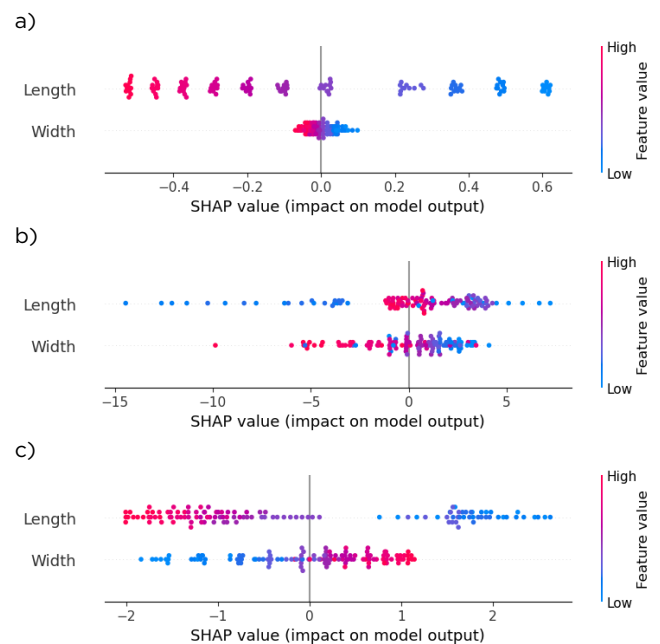 a)
High
Length
Width
Feature value
Low
−0.4 −0.2 0.0 0.2 0.4 0.6
SHAP value (impact on model output)
b)
High
Length
Width
Feature value
Low
−15 −10 −5 0 5
SHAP value (impact on model output)
c)
High
Length
Width
Feature value
Low
−2 −1 0 1 2
SHAP value (impact on model output)